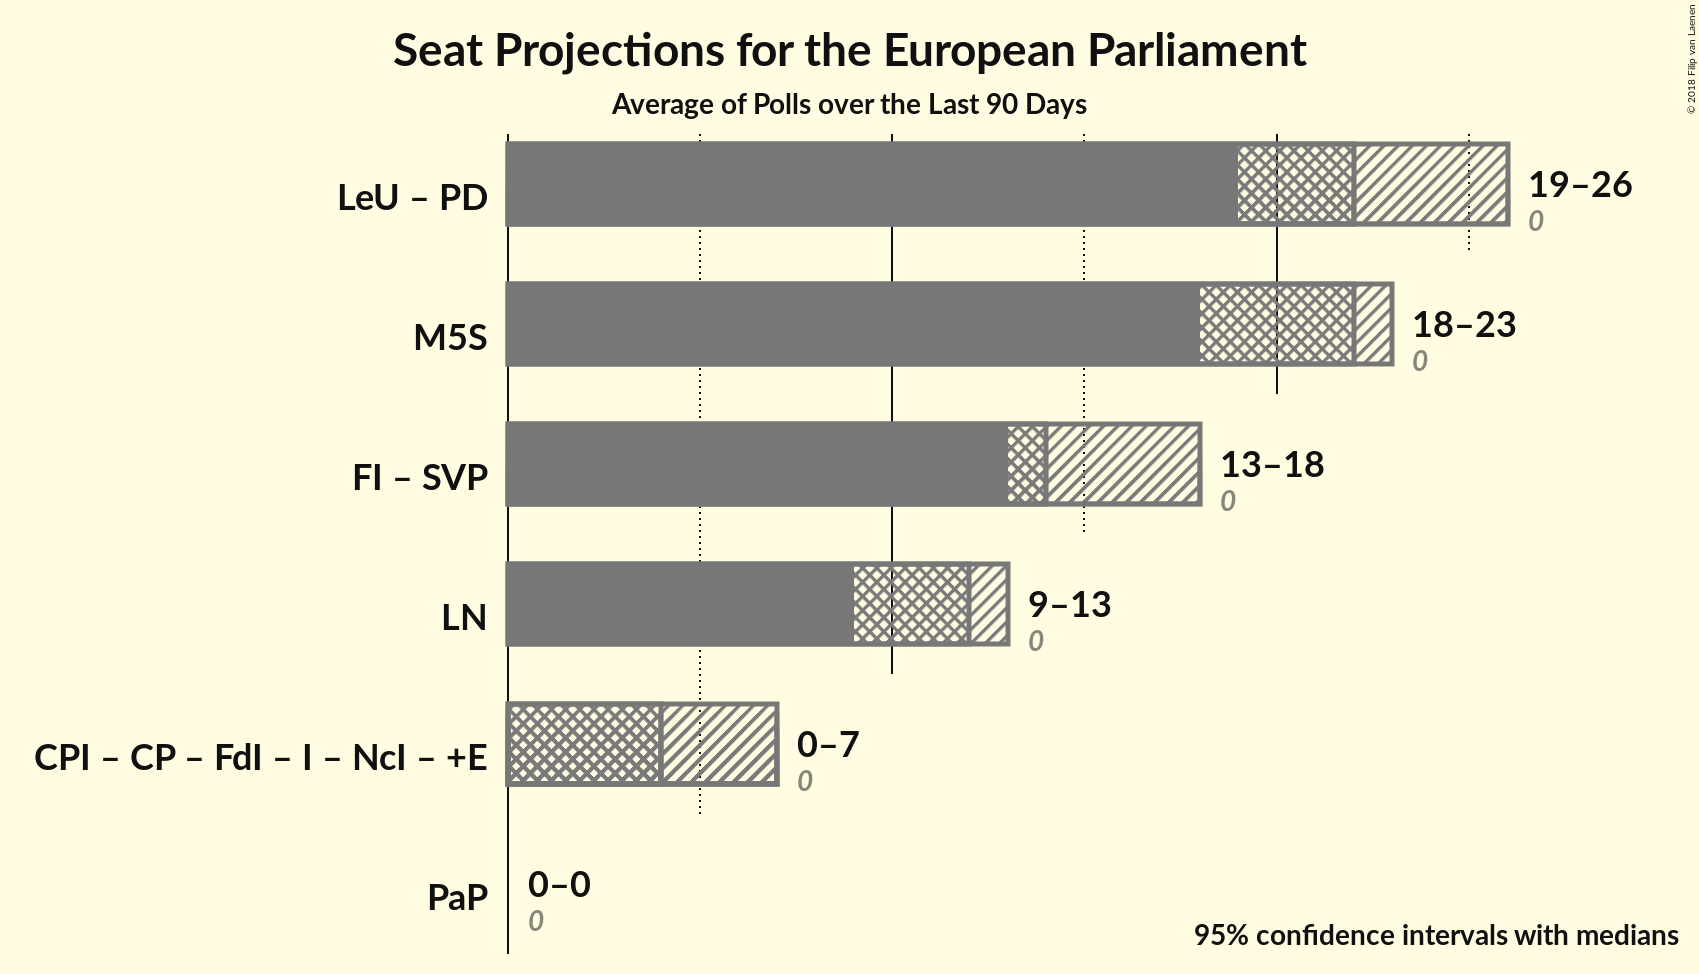 Seat Projections for the European Parliament
Average of Polls over the Last 90 Days
© 2018 Filip van Laenen
LeU – PD
19–26
0
M5S
18–23
0
FI – SVP
13–18
0
LN
9–13
0
CPI – CP – FdI – I – NcI – +E
0–7
0
PaP
0–0
0
95% confidence intervals with medians